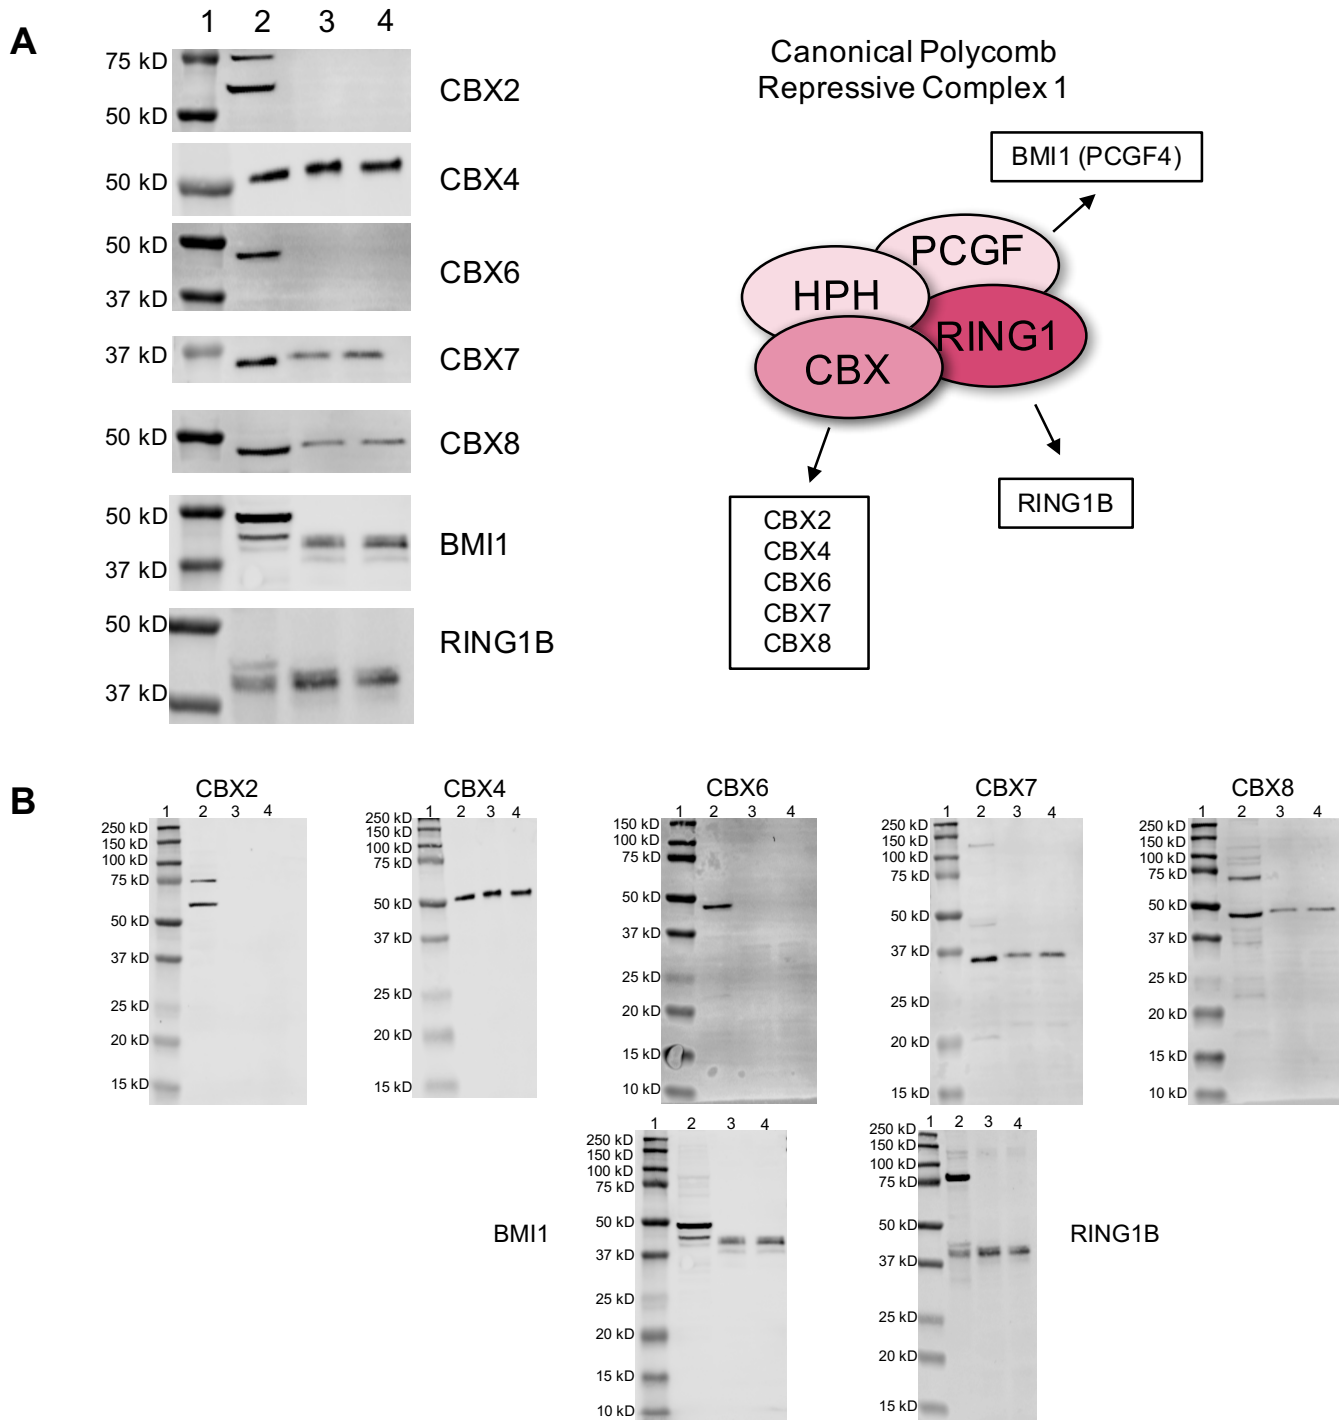 A
1 2 3 4
75 kD
50 kD
CBX2
50 kD
CBX4
50 kD
37 kD
CBX6
37 kD
CBX7
50 kD
CBX8
50 kD
37 kD
BMI1
50 kD
37 kD
RING1B
Canonical Polycomb
Repressive Complex 1
BMI1 (PCGF4)
PCGF
HPH
RING1
CBX
RING1B
CBX2
CBX4
CBX6
CBX7
CBX8
B
CBX2
1 2 3 4
250 kD
150 kD
100 kD
75 kD
50 kD
37 kD
25 kD
20 kD
15 kD
CBX4
1 2 3 4
250 kD
150 kD
100 kD
75 kD
50 kD
37 kD
25 kD
20 kD
15 kD
CBX6
1 2 3 4
150 kD
100 kD
75 kD
50 kD
37 kD
25 kD
20 kD
15 kD
10 kD
CBX7
1 2 3 4
250 kD
150 kD
100 kD
75 kD
50 kD
37 kD
25 kD
20 kD
15 kD
CBX8
1 2 3 4
250 kD
150 kD
100 kD
75 kD
50 kD
37 kD
25 kD
20 kD
15 kD
10 kD
BMI1
1 2 3 4
250 kD
150 kD
100 kD
75 kD
50 kD
37 kD
25 kD
20 kD
15 kD
10 kD
1 2 3 4
250 kD
150 kD
100 kD
75 kD
50 kD
37 kD
25 kD
20 kD
15 kD
RING1B